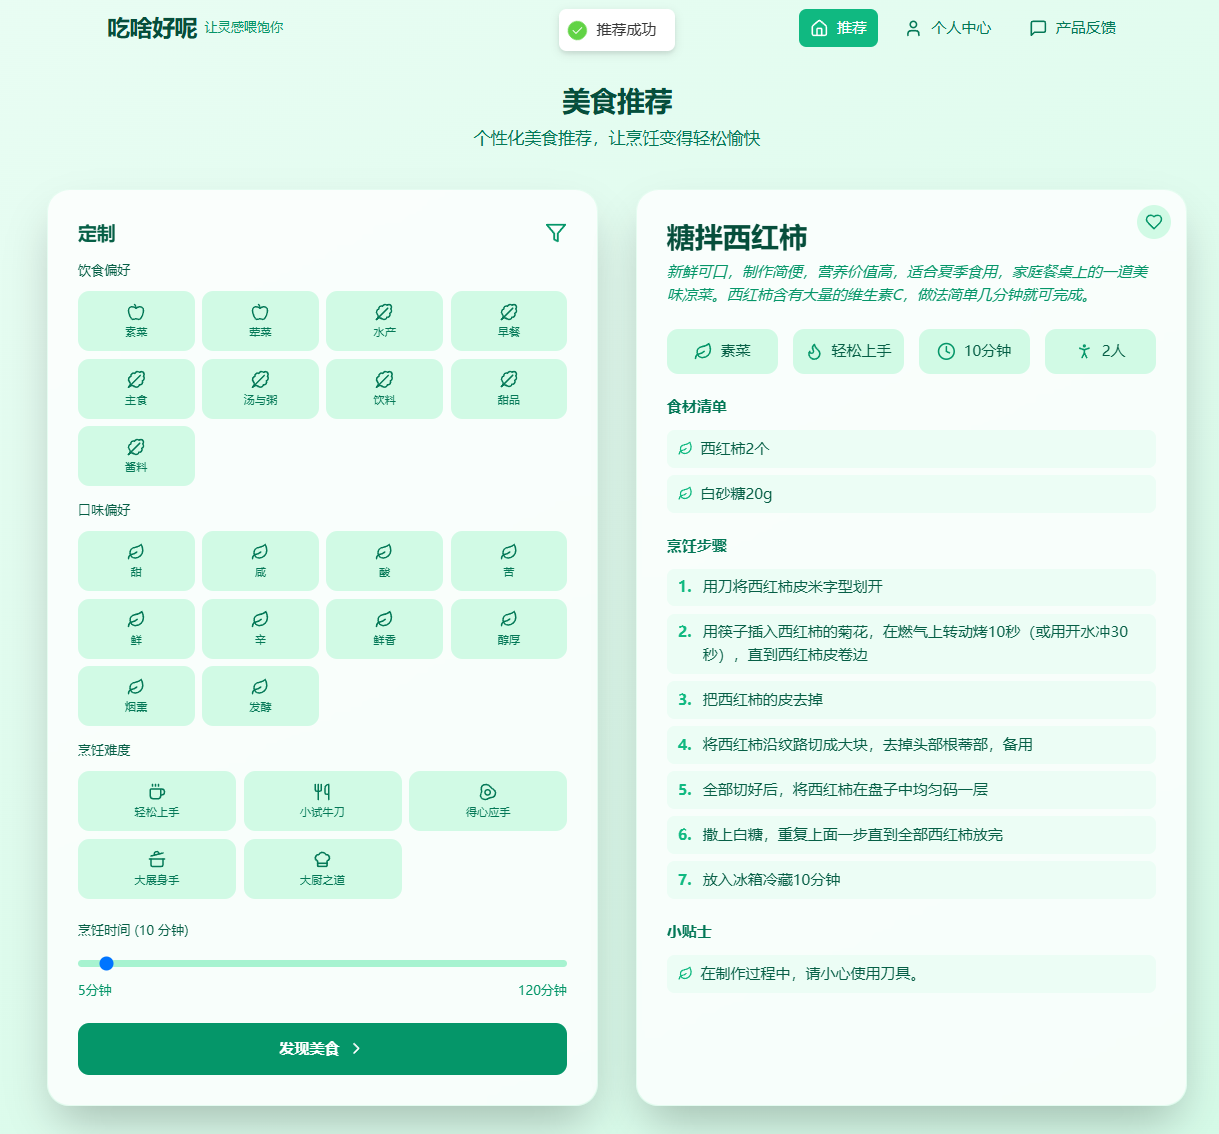 吃啥好呢 让灵感喂饱你
推荐成功
推荐
个人中心
产品反馈
美食推荐
个性化美食推荐，让烹饪变得轻松愉快
定制
饮食偏好
素菜
荤菜
水产
早餐
主食
汤与粥
饮料
甜品
酱料
口味偏好
甜
咸
酸
苦
鲜
辛
鲜香
醇厚
烟熏
发酵
烹饪难度
轻松上手
小试牛刀
得心应手
大展身手
大厨之道
烹饪时间 (10 分钟)
5分钟
120分钟
发现美食
糖拌西红柿
新鲜可口，制作简便，营养价值高，适合夏季食用，家庭餐桌上的一道美
味凉菜。西红柿含有大量的维生素C，做法简单几分钟就可完成。
素菜
轻松上手
10分钟
2人
食材清单
西红柿2个
白砂糖20g
烹饪步骤
1. 用刀将西红柿皮米字型划开
2. 用筷子插入西红柿的菊花，在燃气上转动烤10秒（或用开水冲30
秒），直到西红柿皮卷边
3. 把西红柿的皮去掉
4. 将西红柿沿纹路切成大块，去掉头部根蒂部，备用
5. 全部切好后，将西红柿在盘子中均匀码一层
6. 撒上白糖，重复上面一步直到全部西红柿放完
7. 放入冰箱冷藏10分钟
小贴士
在制作过程中，请小心使用刀具。